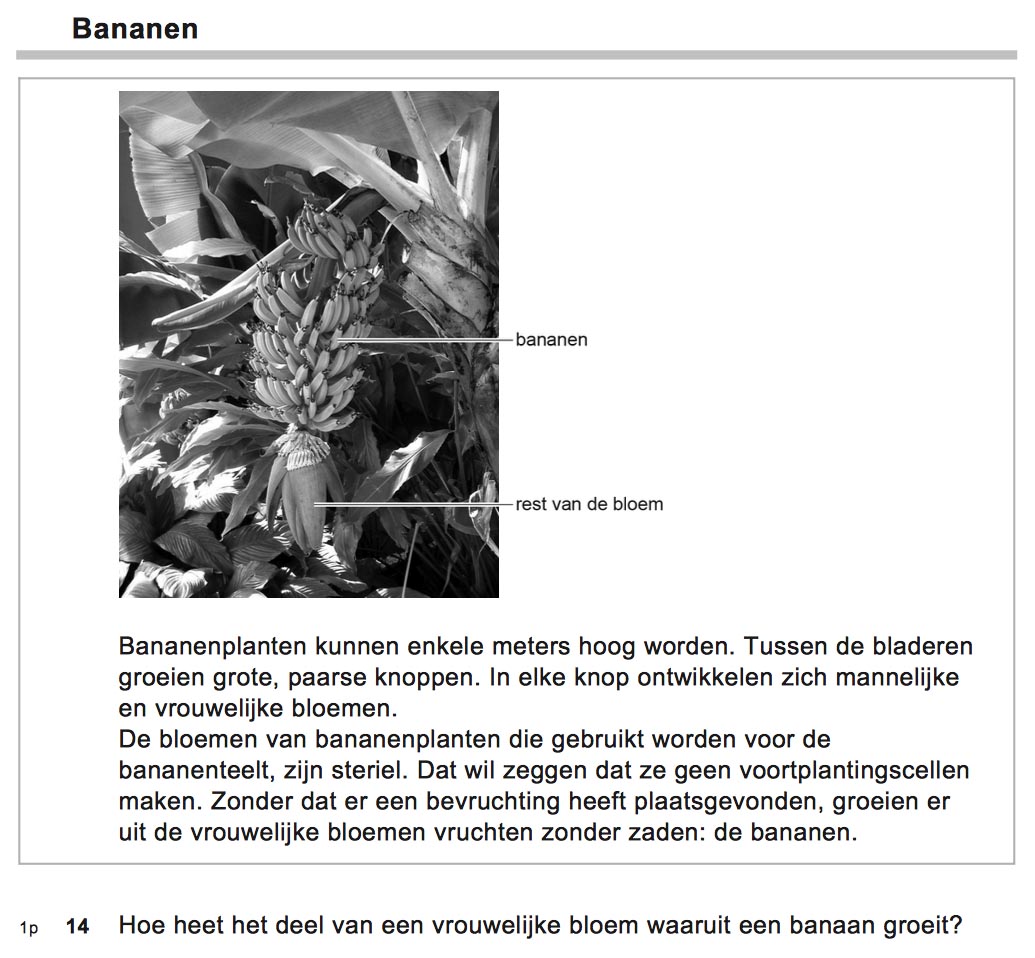 Bananen
bananen
rest van de bloem
Bananenplanten kunnen enkele meters hoog worden. Tussen de bladeren
groeien grote, paarse knoppen. In elke knop ontwikkelen zich mannelijke
en vrouwelijke bloemen.
De bloemen van bananenplanten die gebruikt worden voor de
bananenteelt, zijn steriel. Dat wil zeggen dat ze geen voortplantingscellen
maken. Zonder dat er een bevruchting heeft plaatsgevonden, groeien er
uit de vrouwelijke bloemen vruchten zonder zaden: de bananen.
1p 14 Hoe heet het deel van een vrouwelijke bloem waaruit een banaan groeit?